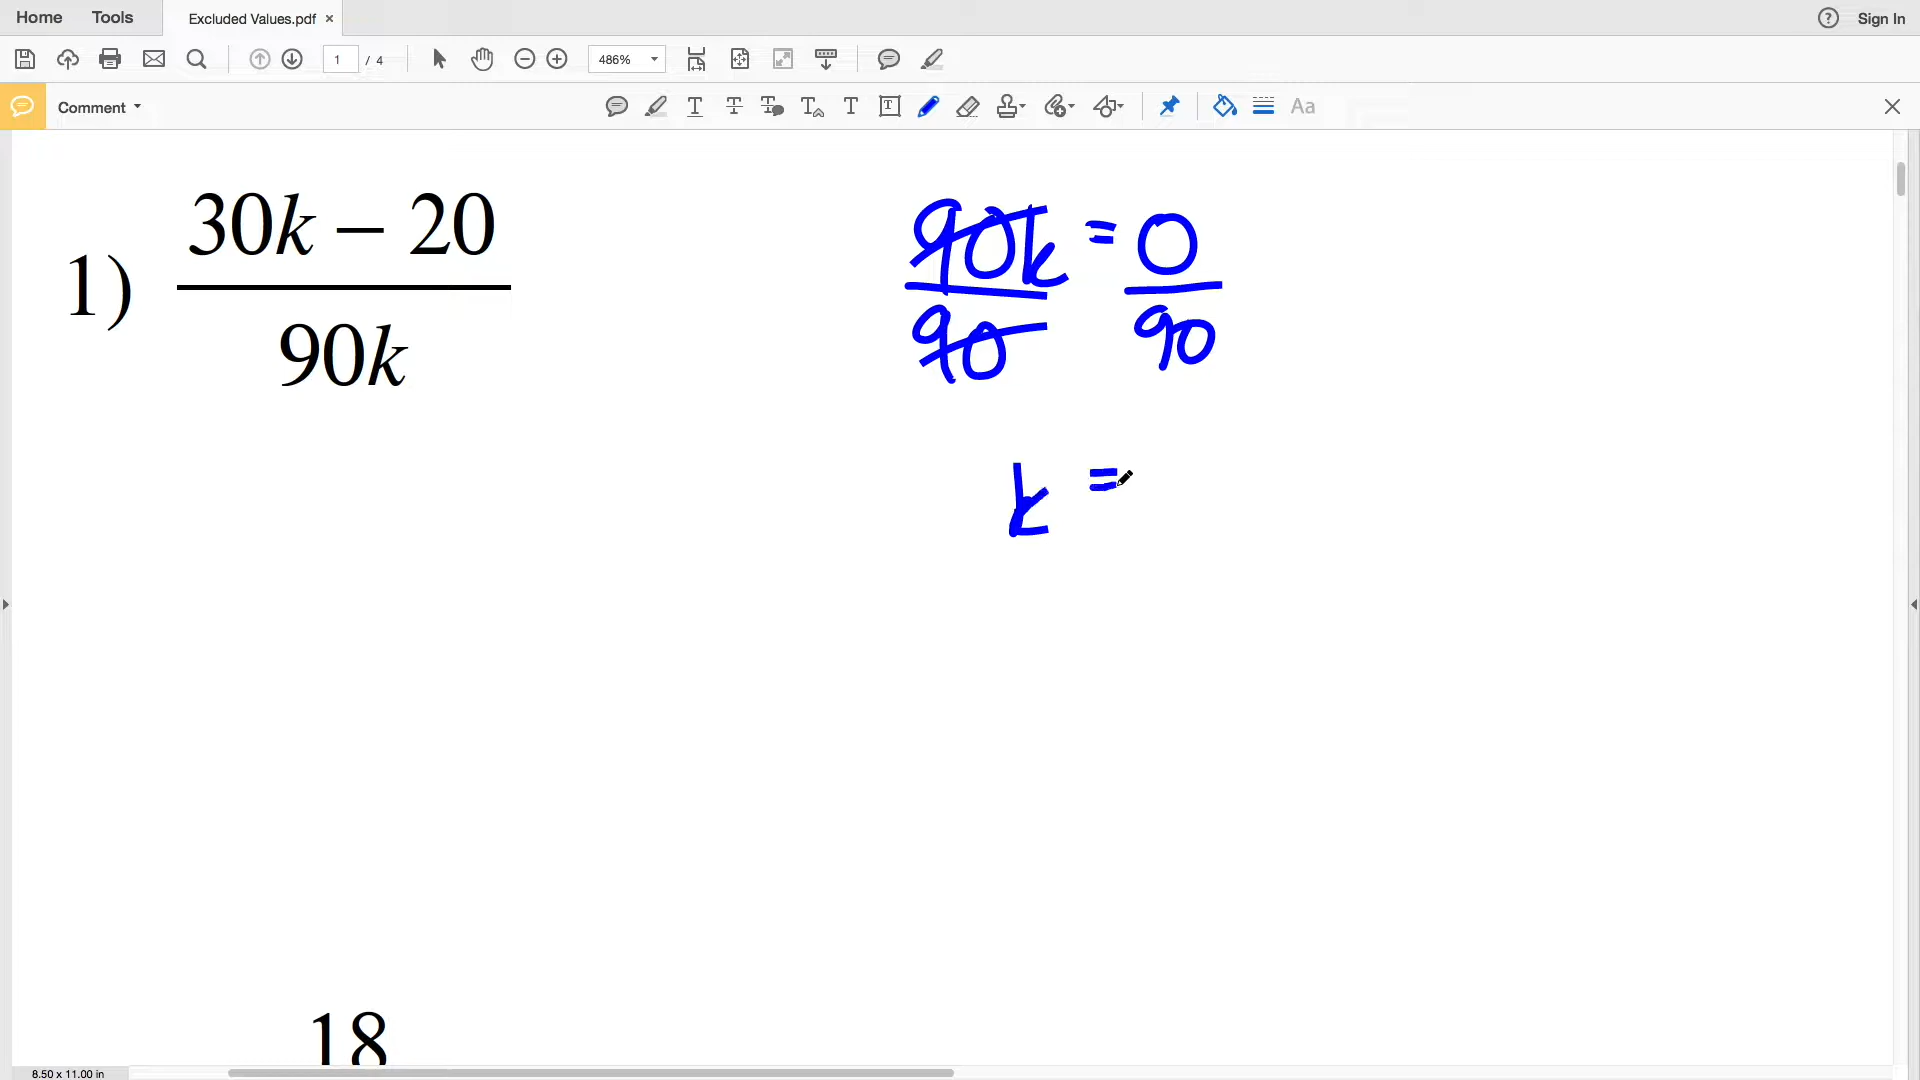 Home Tools Excluded Values.pdf × ? Sign In
1 / 4 486%
Comment Aa
1) 30k − 20
90k
90k = 0
90 90
k =
18
8.50 x 11.00 in